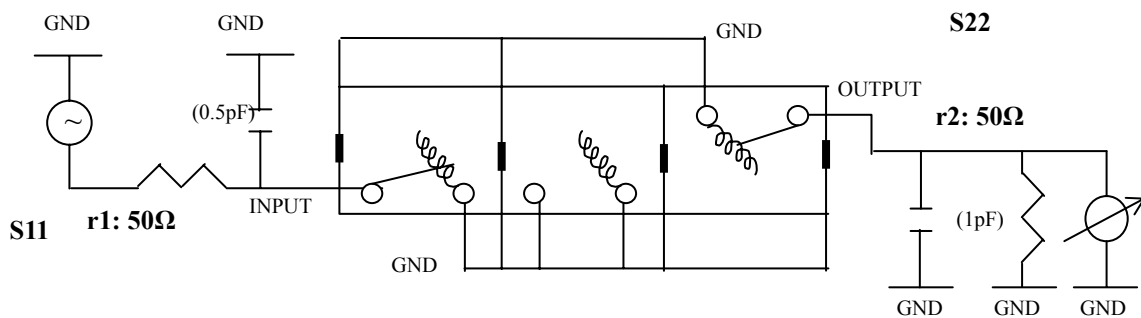 GND
GND
GND
S22
OUTPUT
(0.5pF)
r2: 50Ω
~
INPUT
S11
r1: 50Ω
(1pF)
GND
GND
GND
GND